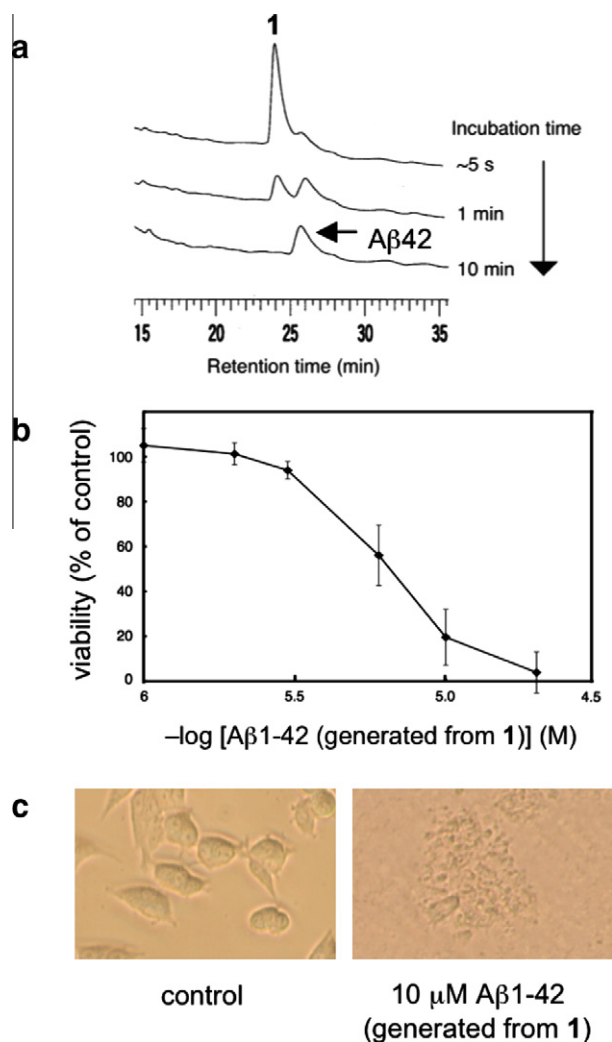 a
1
Incubation time
~5 s
1 min
Aβ42
10 min
15 20 25 30 35
Retention time (min)
b
viability (% of control)
100
80
60
40
20
0
6 5.5 5.0 4.5
–log [Aβ1-42 (generated from 1)] (M)
c
control
10 μM Aβ1-42
(generated from 1)